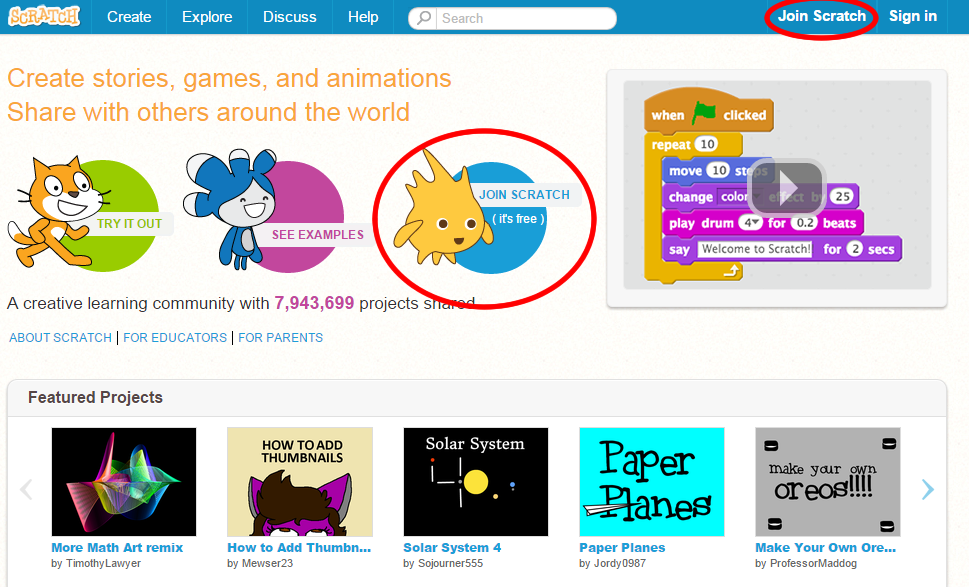 SCRATCH
Create
Explore
Discuss
Help
Search
Join Scratch
Sign in
Create stories, games, and animations
Share with others around the world
TRY IT OUT
SEE EXAMPLES
JOIN SCRATCH
( it's free )
when clicked
repeat 10
move 10 steps
change color effect by 25
play drum 4 for 0.2 beats
say Welcome to Scratch! for 2 secs
A creative learning community with 7,943,699 projects shared
ABOUT SCRATCH | FOR EDUCATORS | FOR PARENTS
Featured Projects
HOW TO ADD
THUMBNAILS
Solar System
Paper
Planes
make your own
oreos!!!!
More Math Art remix
by TimothyLawyer
How to Add Thumbn...
by Mewser23
Solar System 4
by Sojourner555
Paper Planes
by Jordy0987
Make Your Own Ore...
by ProfessorMaddog